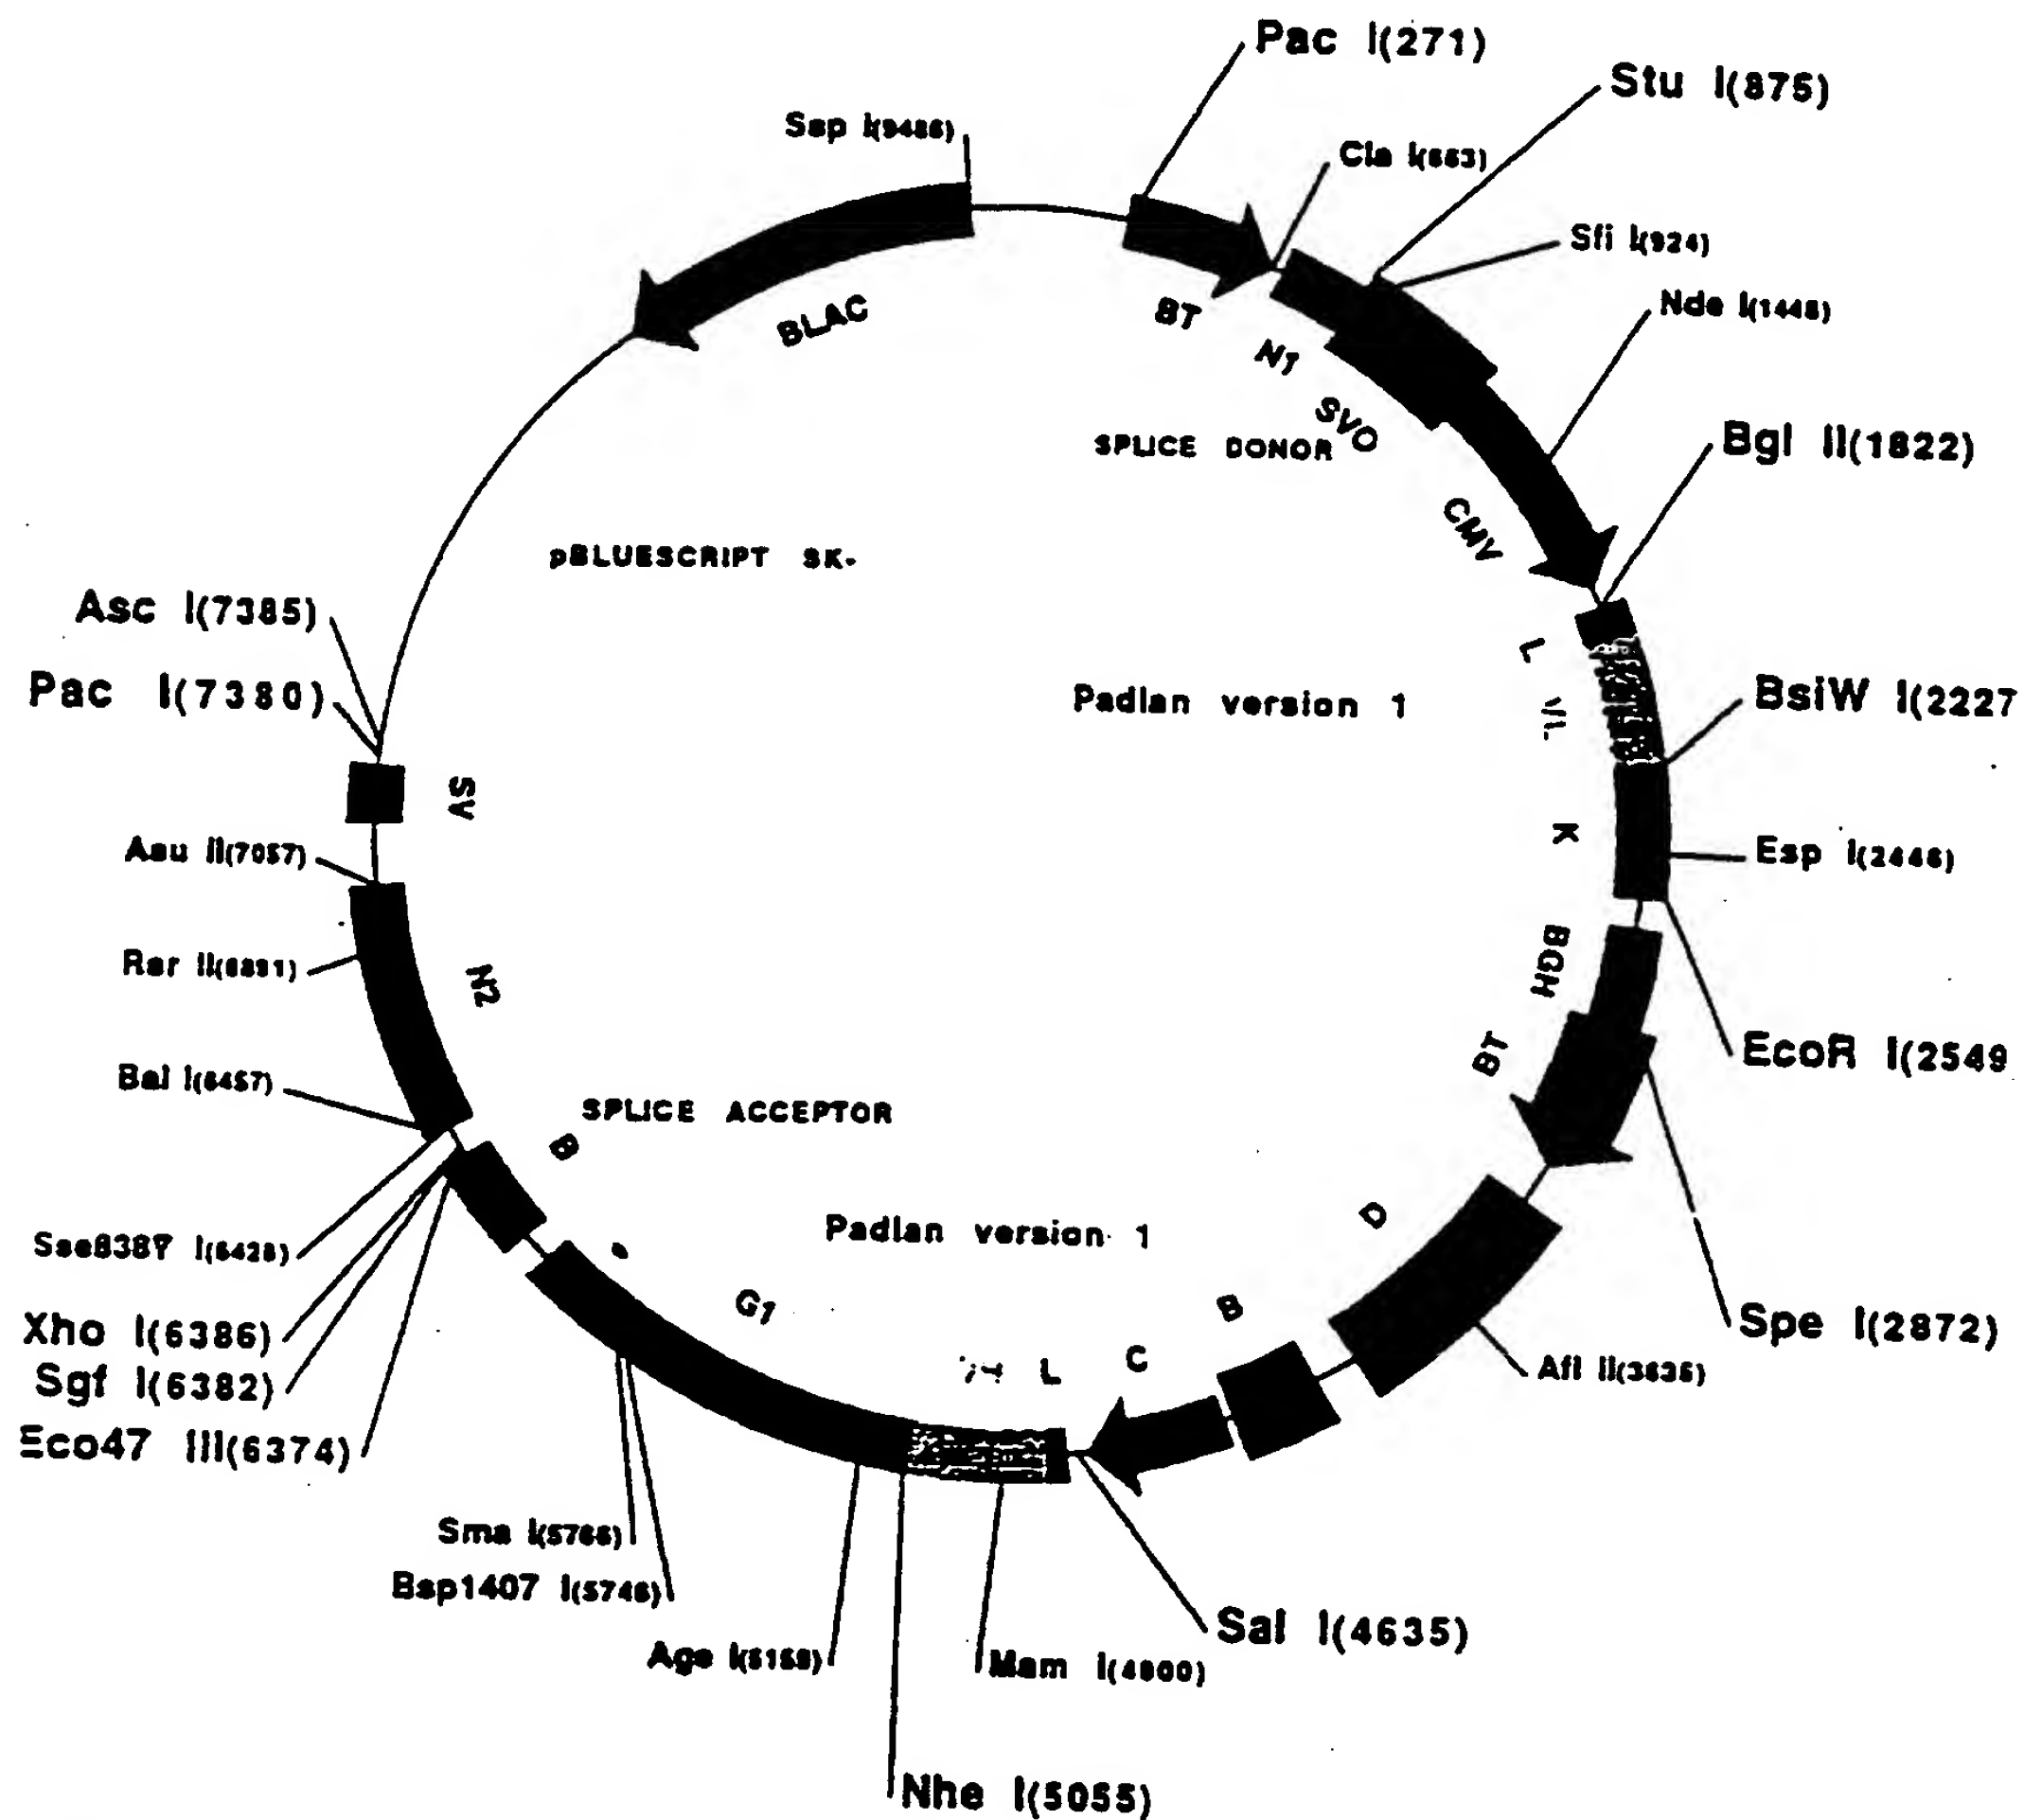 Pac I(271)
Stu I(875)
Ssp I(9486)
Cla I(663)
Sfi I(924)
Nde I(1448)
BLAC
BT
N1
SVO
SPLICE DONOR
Bgl II(1822)
CMV
pBLUESCRIPT SK-
Asc I(7385)
L
Pac I(7380)
Padlan version 1
VL
BsiW I(2227
SV
K
Asu II(7057)
Esp I(2446)
BGH
Rsr II(6891)
N2
BT
EcoR I(2549
Bal I(6457)
SPLICE ACCEPTOR
B
D
Padlan version 1
Sse8387 I(6428)
G1
B
Xho I(6386)
Spe I(2872)
Sgf I(6382)
L
C
Afl II(3635)
Eco47 III(6374)
Sma I(5766)
Bsp1407 I(5746)
Sal I(4635)
Age I(5156)
Mam I(4900)
Nhe I(5055)